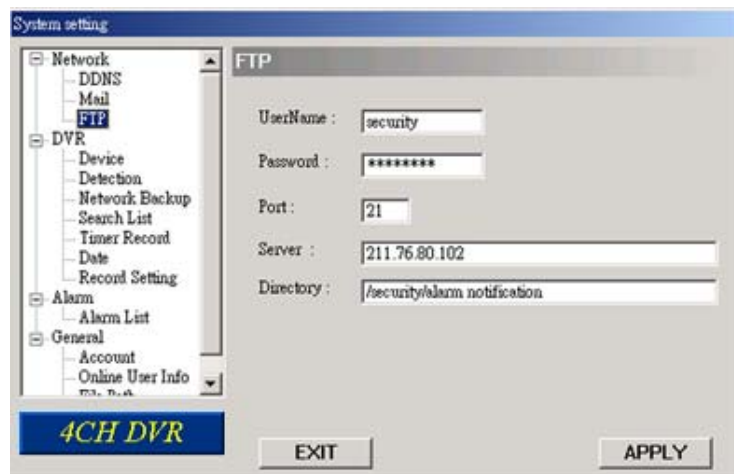 System setting
Network
DDNS
Mail
FTP
DVR
Device
Detection
Network Backup
Search List
Timer Record
Date
Record Setting
Alarm
Alarm List
General
Account
Online User Info
4CH DVR
FTP
UserName : security
Password : ********
Port : 21
Server : 211.76.80.102
Directory : /security/alarm notification
EXIT
APPLY